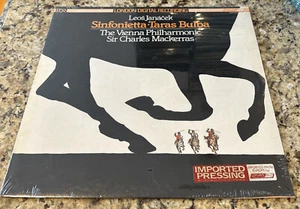 LONDON DIGITAL RECORDING
Leoš Janáček
Sinfonietta·Taras Bulba
The Vienna Philharmonic
Sir Charles Mackerras
IMPORTED
PRESSING